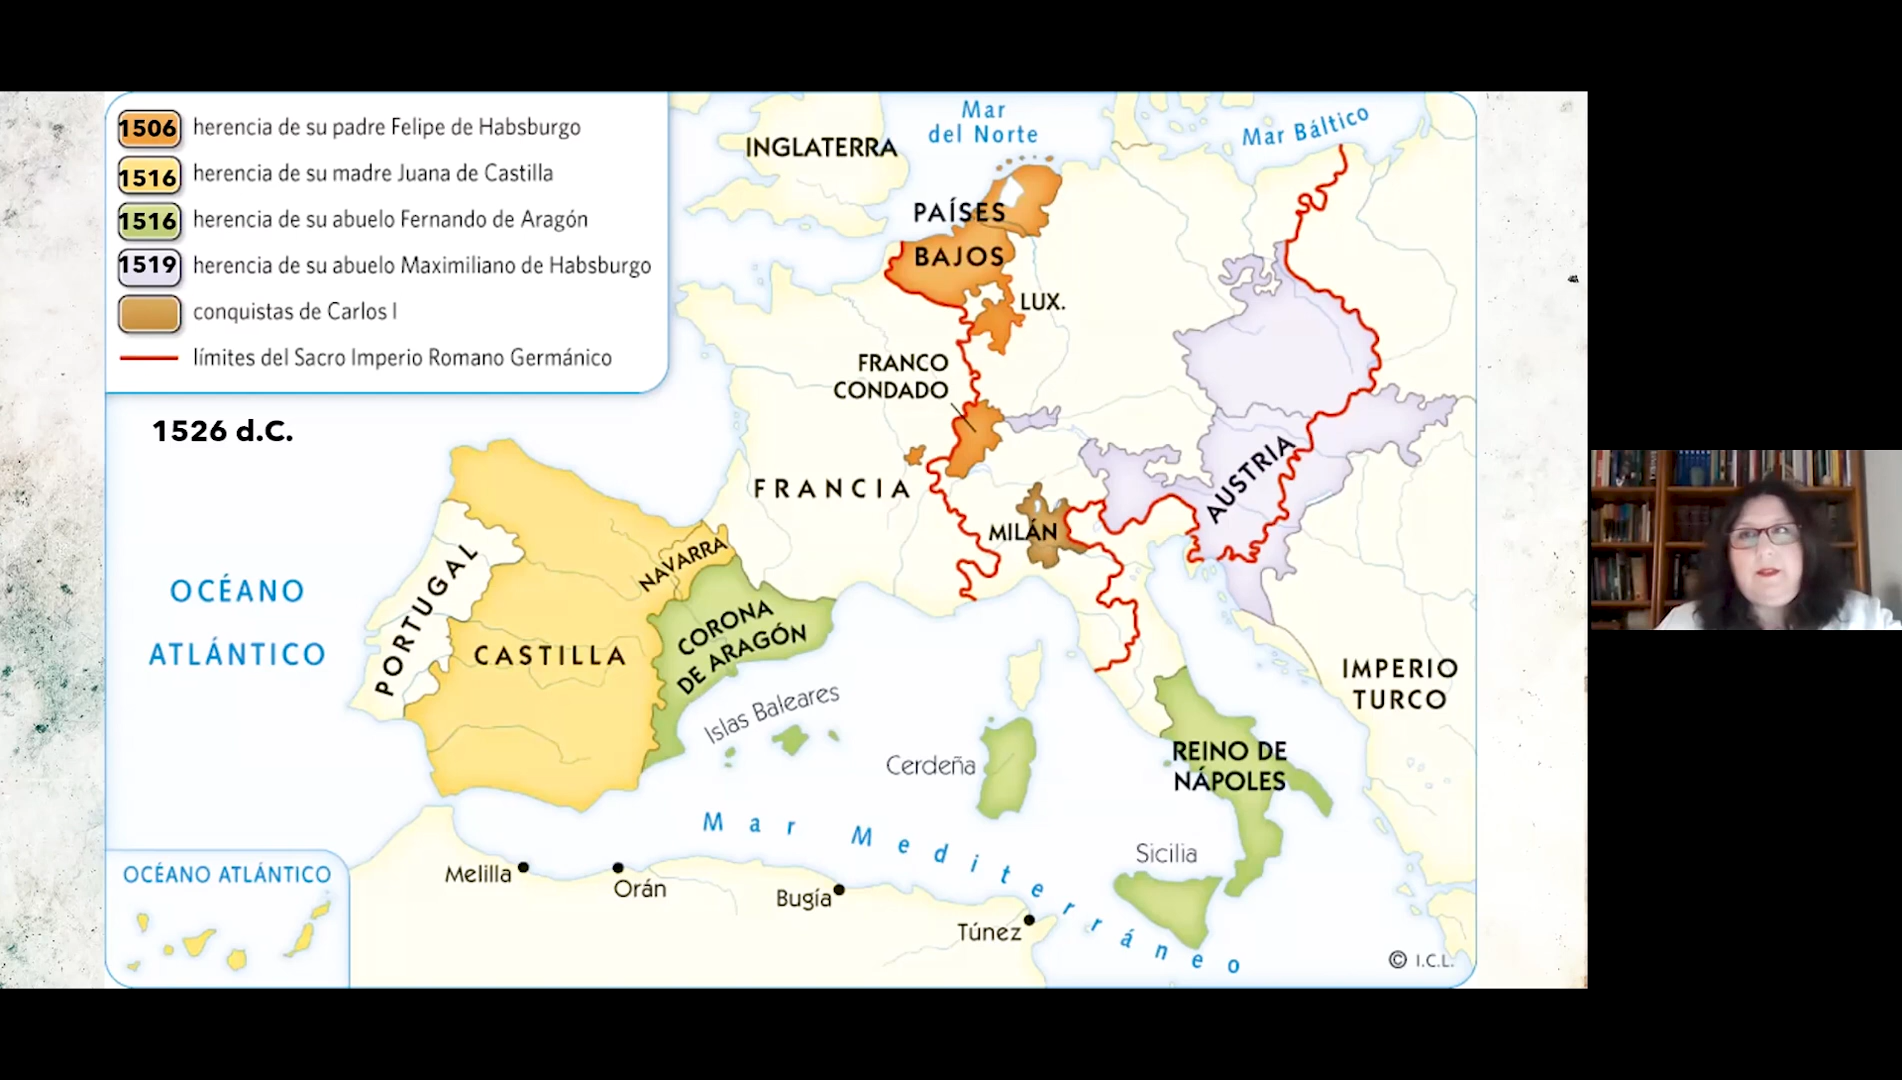 1506 herencia de su padre Felipe de Habsburgo
1516 herencia de su madre Juana de Castilla
1516 herencia de su abuelo Fernando de Aragón
1519 herencia de su abuelo Maximiliano de Habsburgo
conquistas de Carlos I
límites del Sacro Imperio Romano Germánico
1526 d.C.
Mar
del Norte
Mar Báltico
INGLATERRA
PAÍSES
BAJOS
LUX.
FRANCO
CONDADO
FRANCIA
MILÁN
AUSTRIA
NAVARRA
PORTUGAL
OCÉANO
ATLÁNTICO
CASTILLA
CORONA
DE ARAGÓN
Islas Baleares
Cerdeña
IMPERIO
TURCO
REINO DE
NÁPOLES
Mar Mediterráneo
Sicilia
Melilla
Orán
Bugía
Túnez
OCÉANO ATLÁNTICO
© I.C.L.